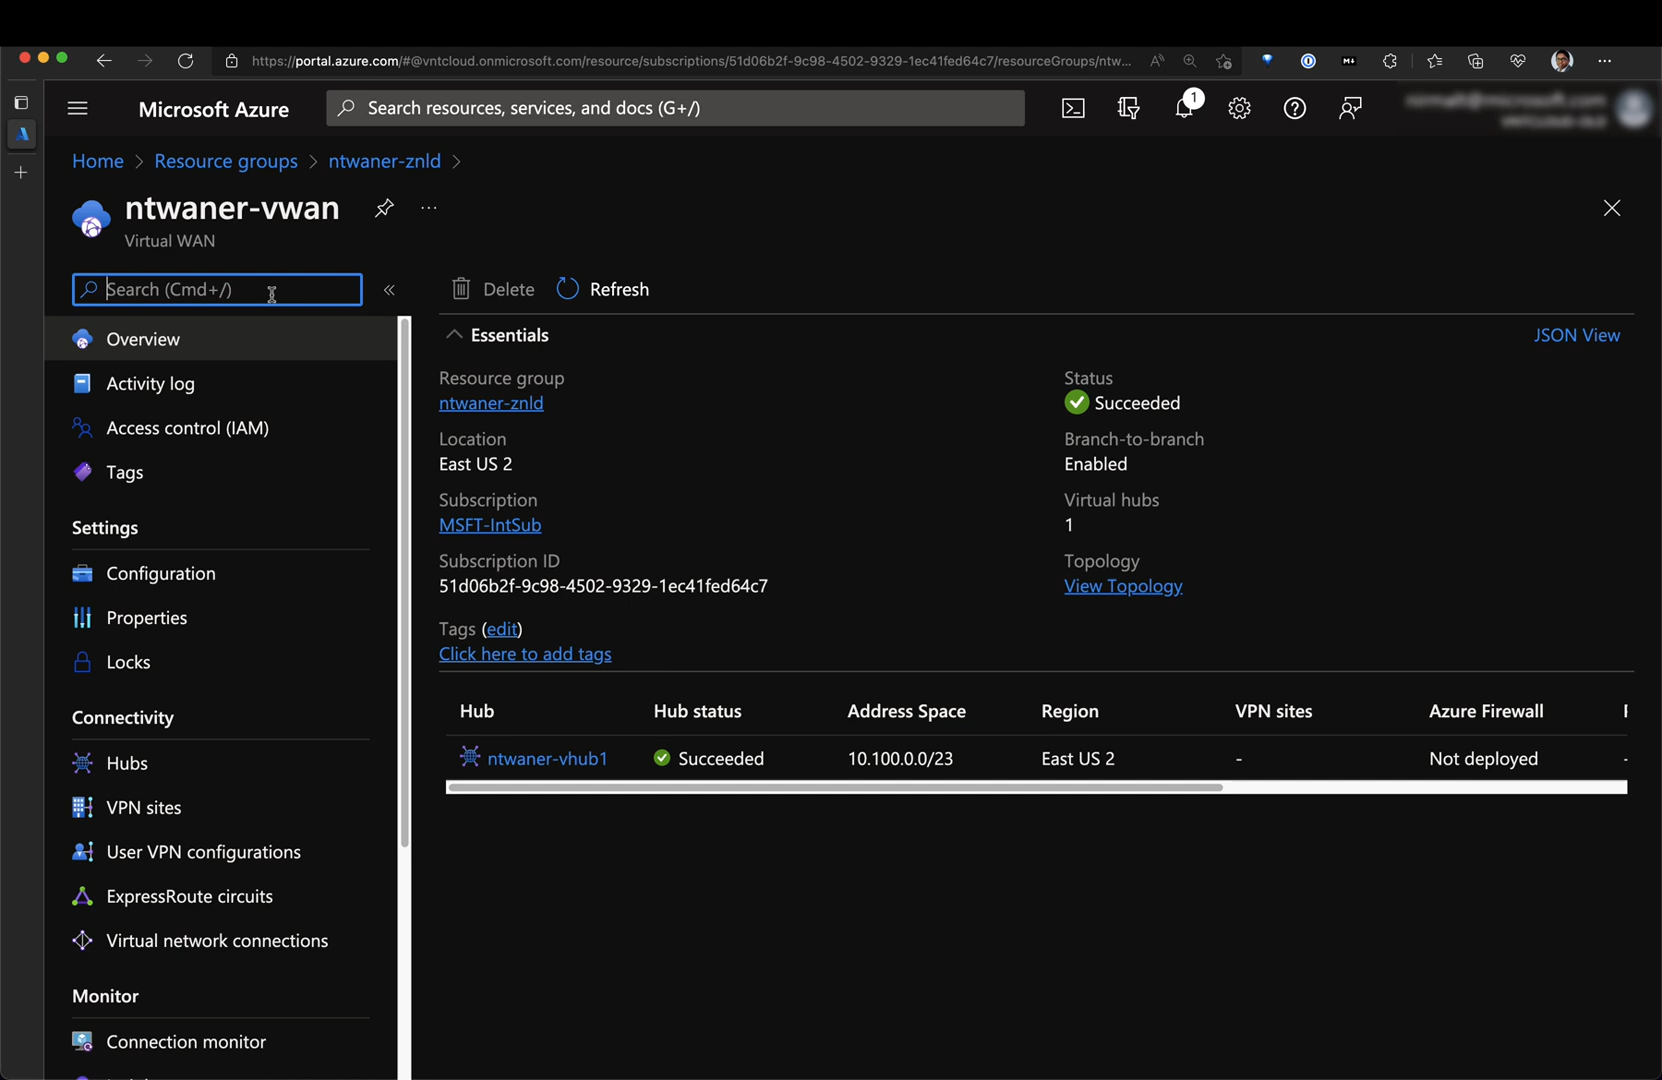 https://portal.azure.com/#@vntcloud.onmicrosoft.com/resource/subscriptions/51d06b2f-9c98-4502-9329-1ec41fed64c7/resourceGroups/ntw...
Microsoft Azure
Search resources, services, and docs (G+/)
1
Home > Resource groups > ntwaner-znld >
ntwaner-vwan
...
Virtual WAN
Search (Cmd+/)
«
Delete
Refresh
Overview
Activity log
Access control (IAM)
Tags
Settings
Configuration
Properties
Locks
Connectivity
Hubs
VPN sites
User VPN configurations
ExpressRoute circuits
Virtual network connections
Monitor
Connection monitor
Essentials
JSON View
Resource group
ntwaner-znld
Location
East US 2
Subscription
MSFT-IntSub
Subscription ID
51d06b2f-9c98-4502-9329-1ec41fed64c7
Status
Succeeded
Branch-to-branch
Enabled
Virtual hubs
1
Topology
View Topology
Tags (edit)
Click here to add tags
Hub Hub status Address Space Region VPN sites Azure Firewall
ntwaner-vhub1 Succeeded 10.100.0.0/23 East US 2 - Not deployed -